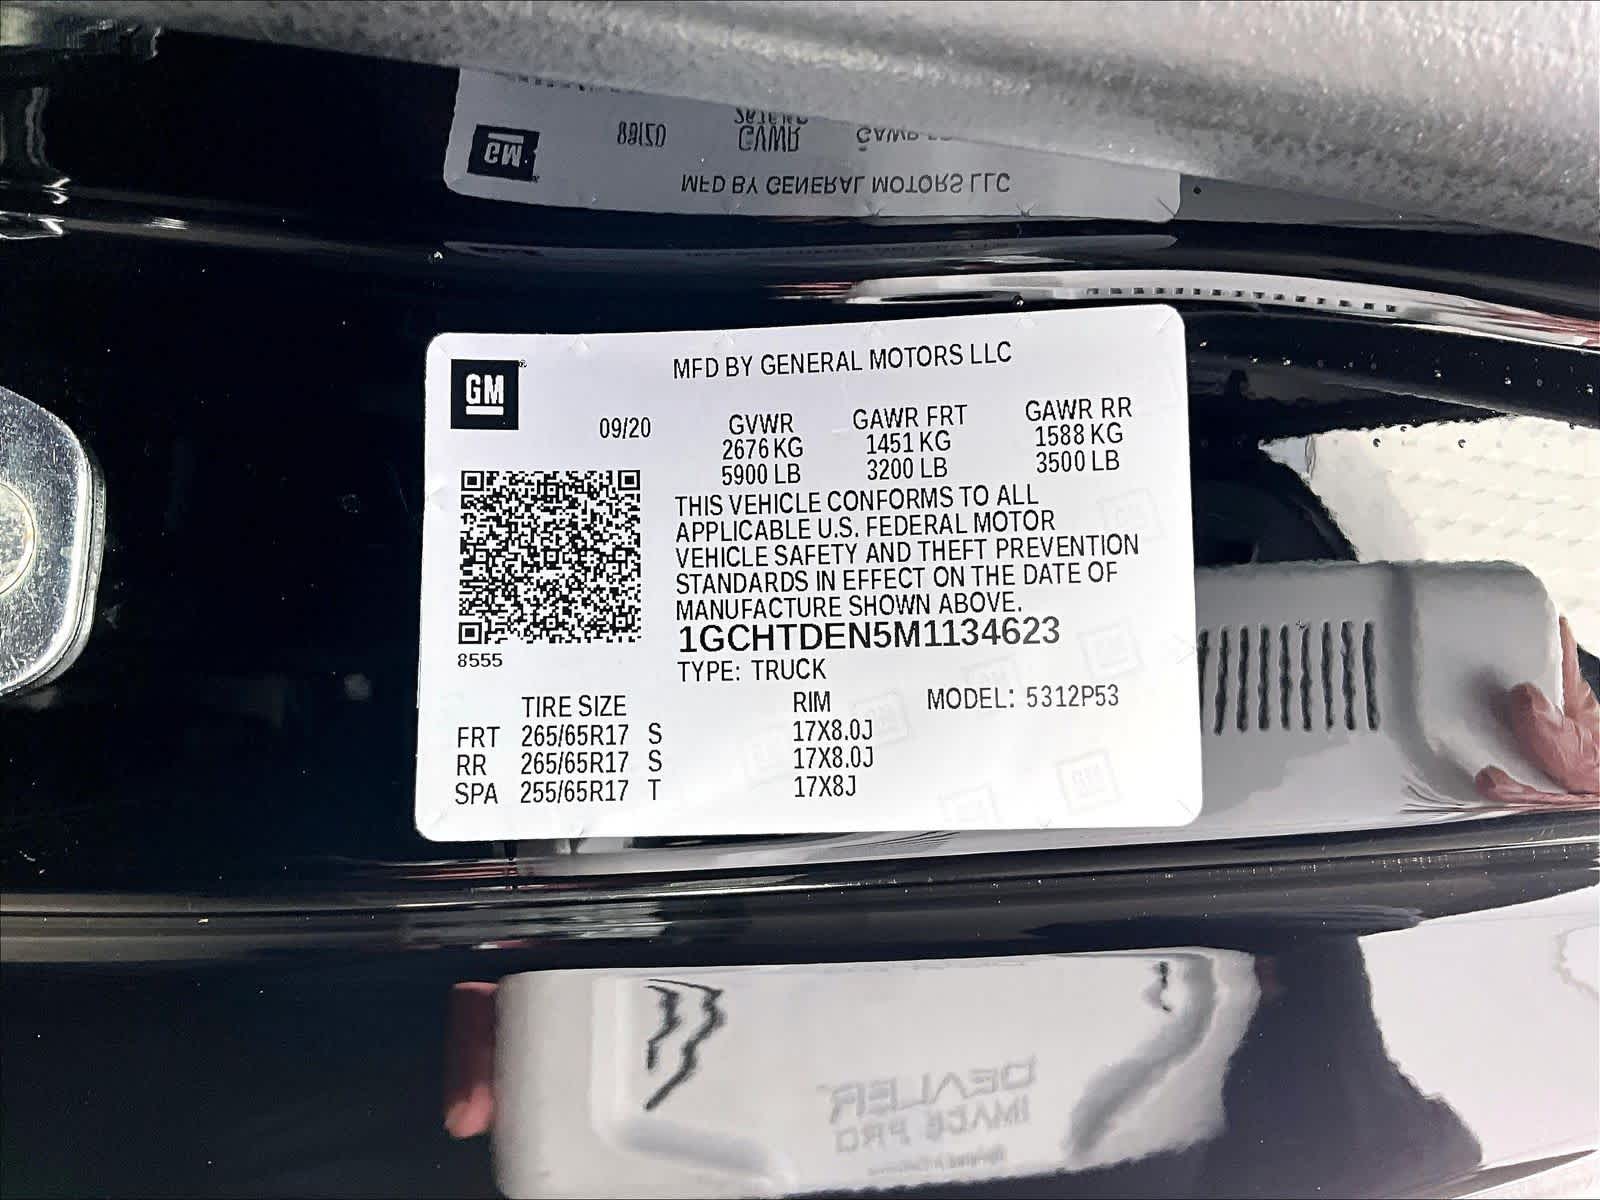 MFD BY GENERAL MOTORS LLC
GM
09/20
GVWR GAWR FRT GAWR RR
2676 KG 1451 KG 1588 KG
5900 LB 3200 LB 3500 LB
THIS VEHICLE CONFORMS TO ALL
APPLICABLE U.S. FEDERAL MOTOR
VEHICLE SAFETY AND THEFT PREVENTION
STANDARDS IN EFFECT ON THE DATE OF
MANUFACTURE SHOWN ABOVE.
1GCHTDEN5M1134623
8555
TYPE: TRUCK
TIRE SIZE RIM MODEL: 5312P53
FRT 265/65R17 S 17X8.0J
RR 265/65R17 S 17X8.0J
SPA 255/65R17 T 17X8J
DEALER
IMAGE PRO